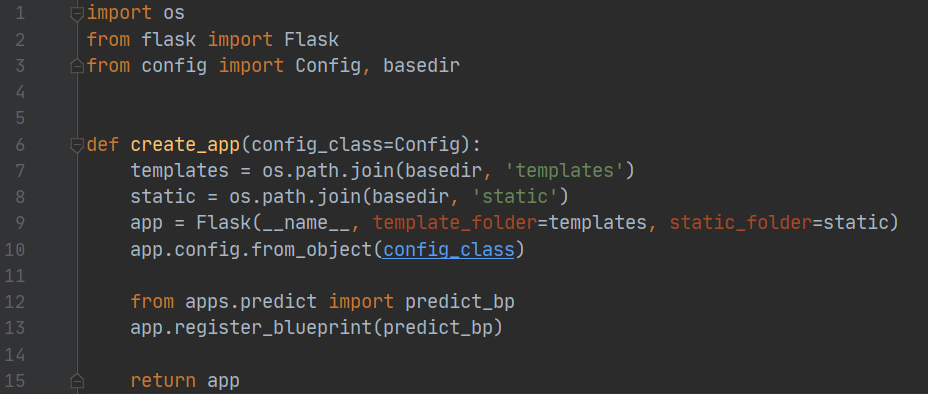 1 import os
2 from flask import Flask
3 from config import Config, basedir
4
5
6 def create_app(config_class=Config):
7     templates = os.path.join(basedir, 'templates')
8     static = os.path.join(basedir, 'static')
9     app = Flask(__name__, template_folder=templates, static_folder=static)
10     app.config.from_object(config_class)
11
12     from apps.predict import predict_bp
13     app.register_blueprint(predict_bp)
14
15     return app